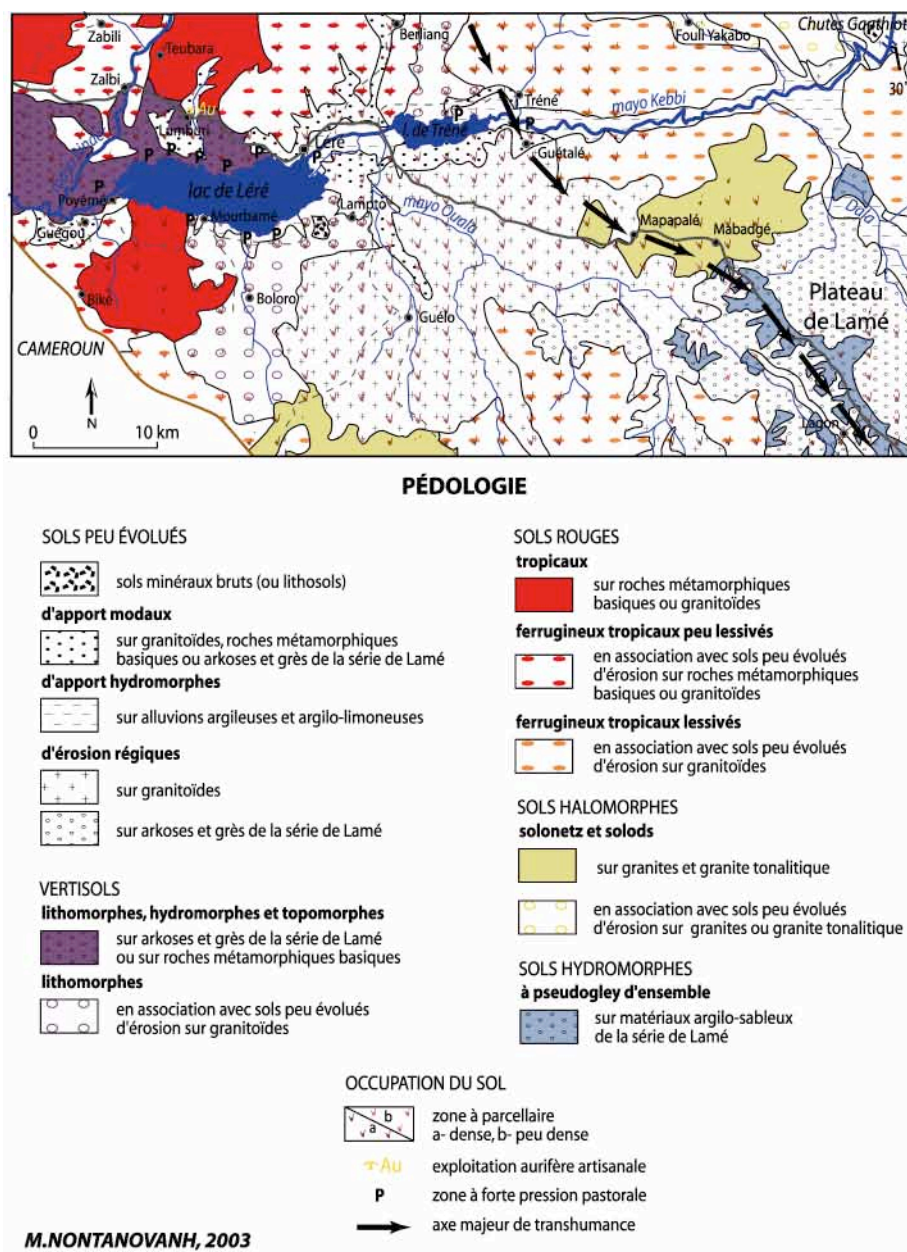 Zabili
Teubara
Zalbi
Berliang
Fouli Yakabo
Chutes Gauthiot
30'
Au
Tréné
mayo Kebbi
l. de Tréné
Léré
Guétalé
P
P
P
P
P
P
P
P
P
P
P
P
lac de Léré
Poyémé
Mourbamé
Lampto
mayo Oualo
Guégou
Mapapalé
Mabadgé
Plateau
de Lamé
Biké
Boloro
Guélo
CAMEROUN
N
0 10 km
Lagon
PÉDOLOGIE
SOLS PEU ÉVOLUÉS
sols minéraux bruts (ou lithosols)
d'apport modaux
sur granitoïdes, roches métamorphiques
basiques ou arkoses et grès de la série de Lamé
d'apport hydromorphes
sur alluvions argileuses et argilo-limoneuses
d'érosion régiques
sur granitoïdes
sur arkoses et grès de la série de Lamé
VERTISOLS
lithomorphes, hydromorphes et topomorphes
sur arkoses et grès de la série de Lamé
ou sur roches métamorphiques basiques
lithomorphes
en association avec sols peu évolués
d'érosion sur granitoïdes
SOLS ROUGES
tropicaux
sur roches métamorphiques
basiques ou granitoïdes
ferrugineux tropicaux peu lessivés
en association avec sols peu évolués
d'érosion sur roches métamorphiques
basiques ou granitoïdes
ferrugineux tropicaux lessivés
en association avec sols peu évolués
d'érosion sur granitoïdes
SOLS HALOMORPHES
solonetz et solods
sur granites et granite tonalitique
en association avec sols peu évolués
d'érosion sur granites ou granite tonalitique
SOLS HYDROMORPHES
à pseudogley d'ensemble
sur matériaux argilo-sableux
de la série de Lamé
OCCUPATION DU SOL
a b
zone à parcellaire
a- dense, b- peu dense
Au exploitation aurifère artisanale
P zone à forte pression pastorale
axe majeur de transhumance
M.NONTANOVANH, 2003